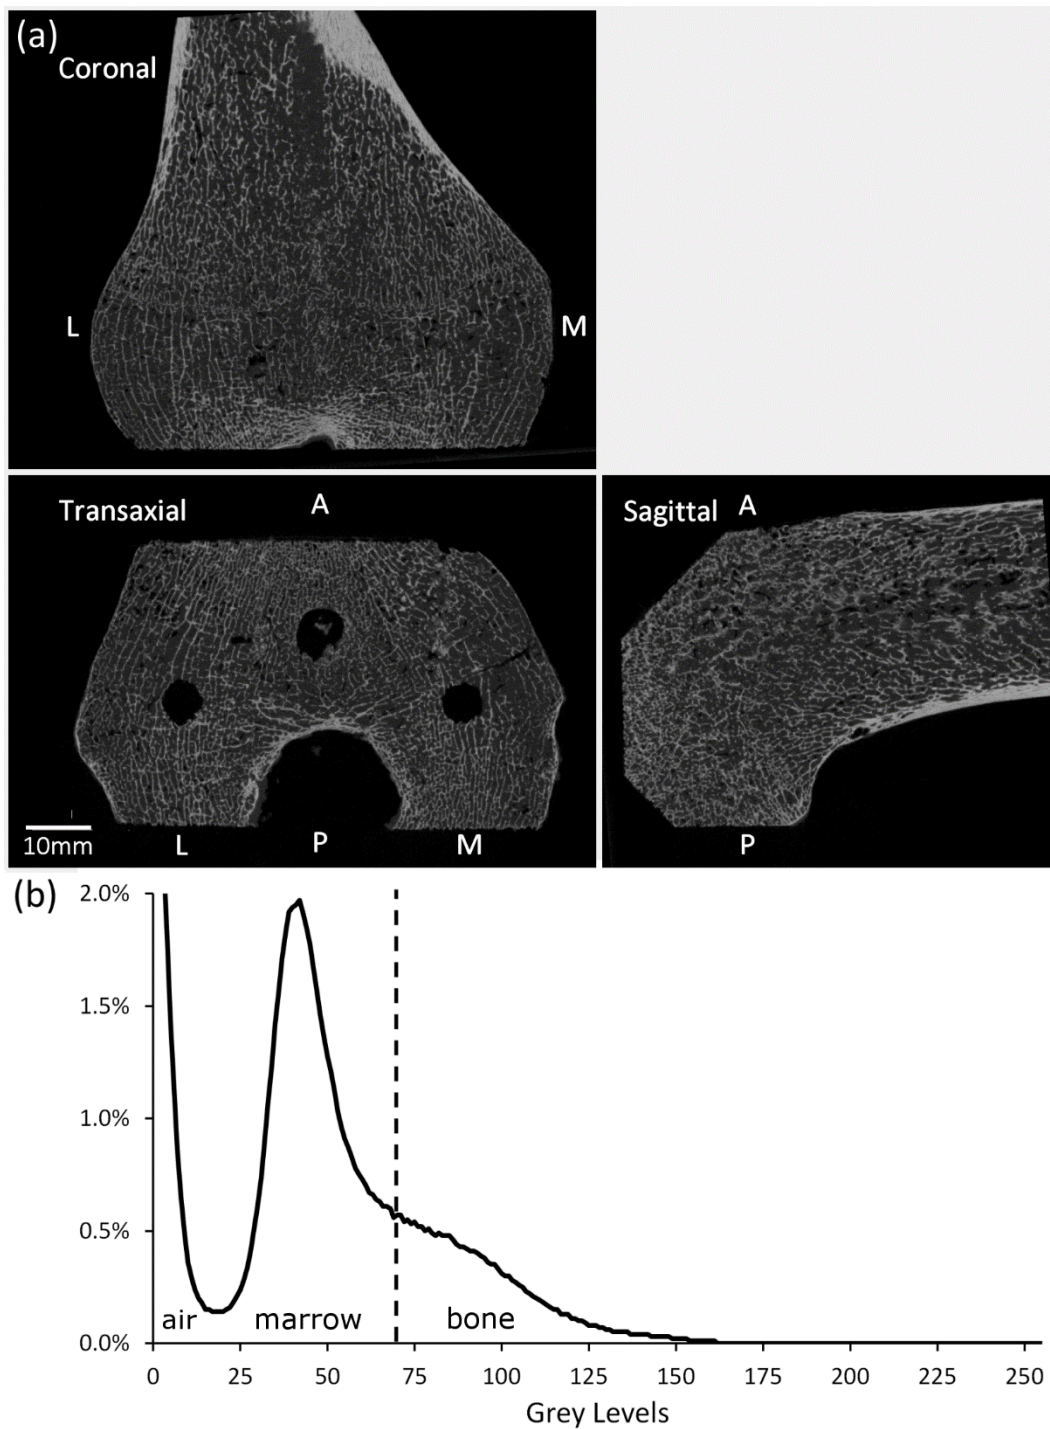 (a)
Coronal
L
M
Transaxial
A
10mm
L
P
M
Sagittal
A
P
(b)
2.0%
1.5%
1.0%
0.5%
0.0%
air
marrow
bone
0 25 50 75 100 125 150 175 200 225 250
Grey Levels